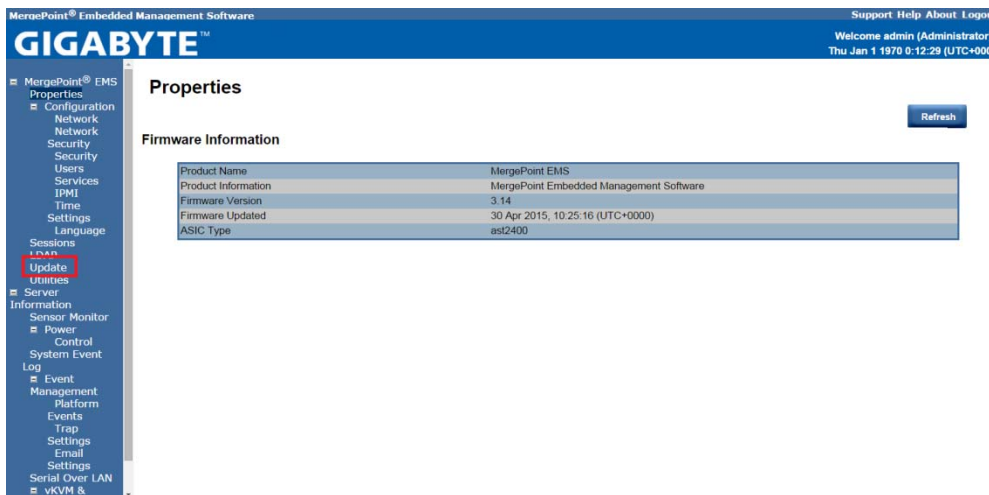 MergePoint® Embedded Management Software
Support Help About Logou
GIGABYTE™
Welcome admin (Administrator
Thu Jan 1 1970 0:12:29 (UTC+000
MergePoint® EMS
Properties
Configuration
Network
Network
Security
Security
Users
Services
IPMI
Time
Settings
Language
Sessions
LDAP
Update
Utilities
Server
Information
Sensor Monitor
Power
Control
System Event
Log
Event
Management
Platform
Events
Trap
Settings
Email
Settings
Serial Over LAN
vKVM &
Properties
Refresh
Firmware Information
Product Name MergePoint EMS
Product Information MergePoint Embedded Management Software
Firmware Version 3.14
Firmware Updated 30 Apr 2015, 10:25:16 (UTC+0000)
ASIC Type ast2400